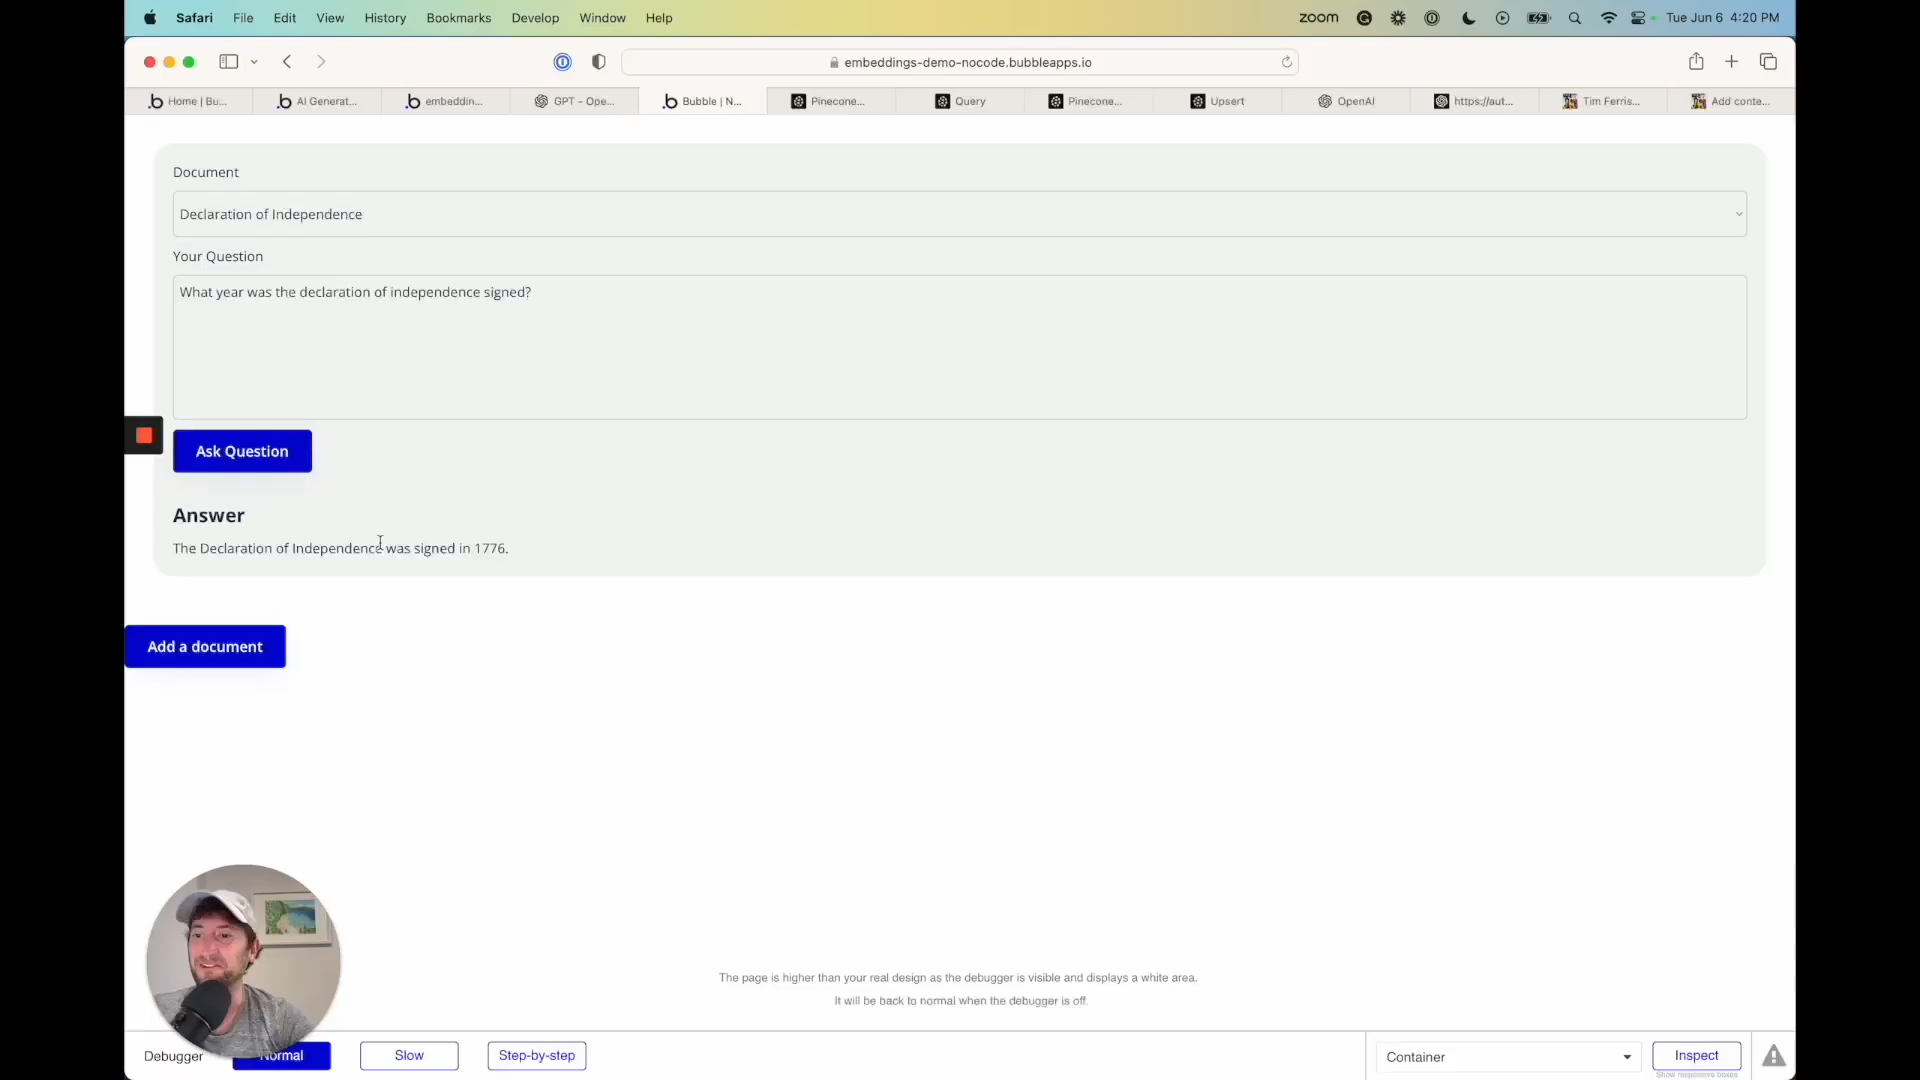 Safari File Edit View History Bookmarks Develop Window Help zoom Tue Jun 6 4:20 PM
embeddings-demo-nocode.bubbleapps.io
Home | Bu... AI Generat... embeddin... GPT - Ope... Bubble | N... Pinecone... Query Pinecone... Upsert OpenAI https://aut... Tim Ferris... Add conte...
Document
Declaration of Independence
Your Question
What year was the declaration of independence signed?
Ask Question
Answer
The Declaration of Independence was signed in 1776.
Add a document
The page is higher than your real design as the debugger is visible and displays a white area.
It will be back to normal when the debugger is off.
Debugger Normal Slow Step-by-step Container Inspect
Show responsive boxes